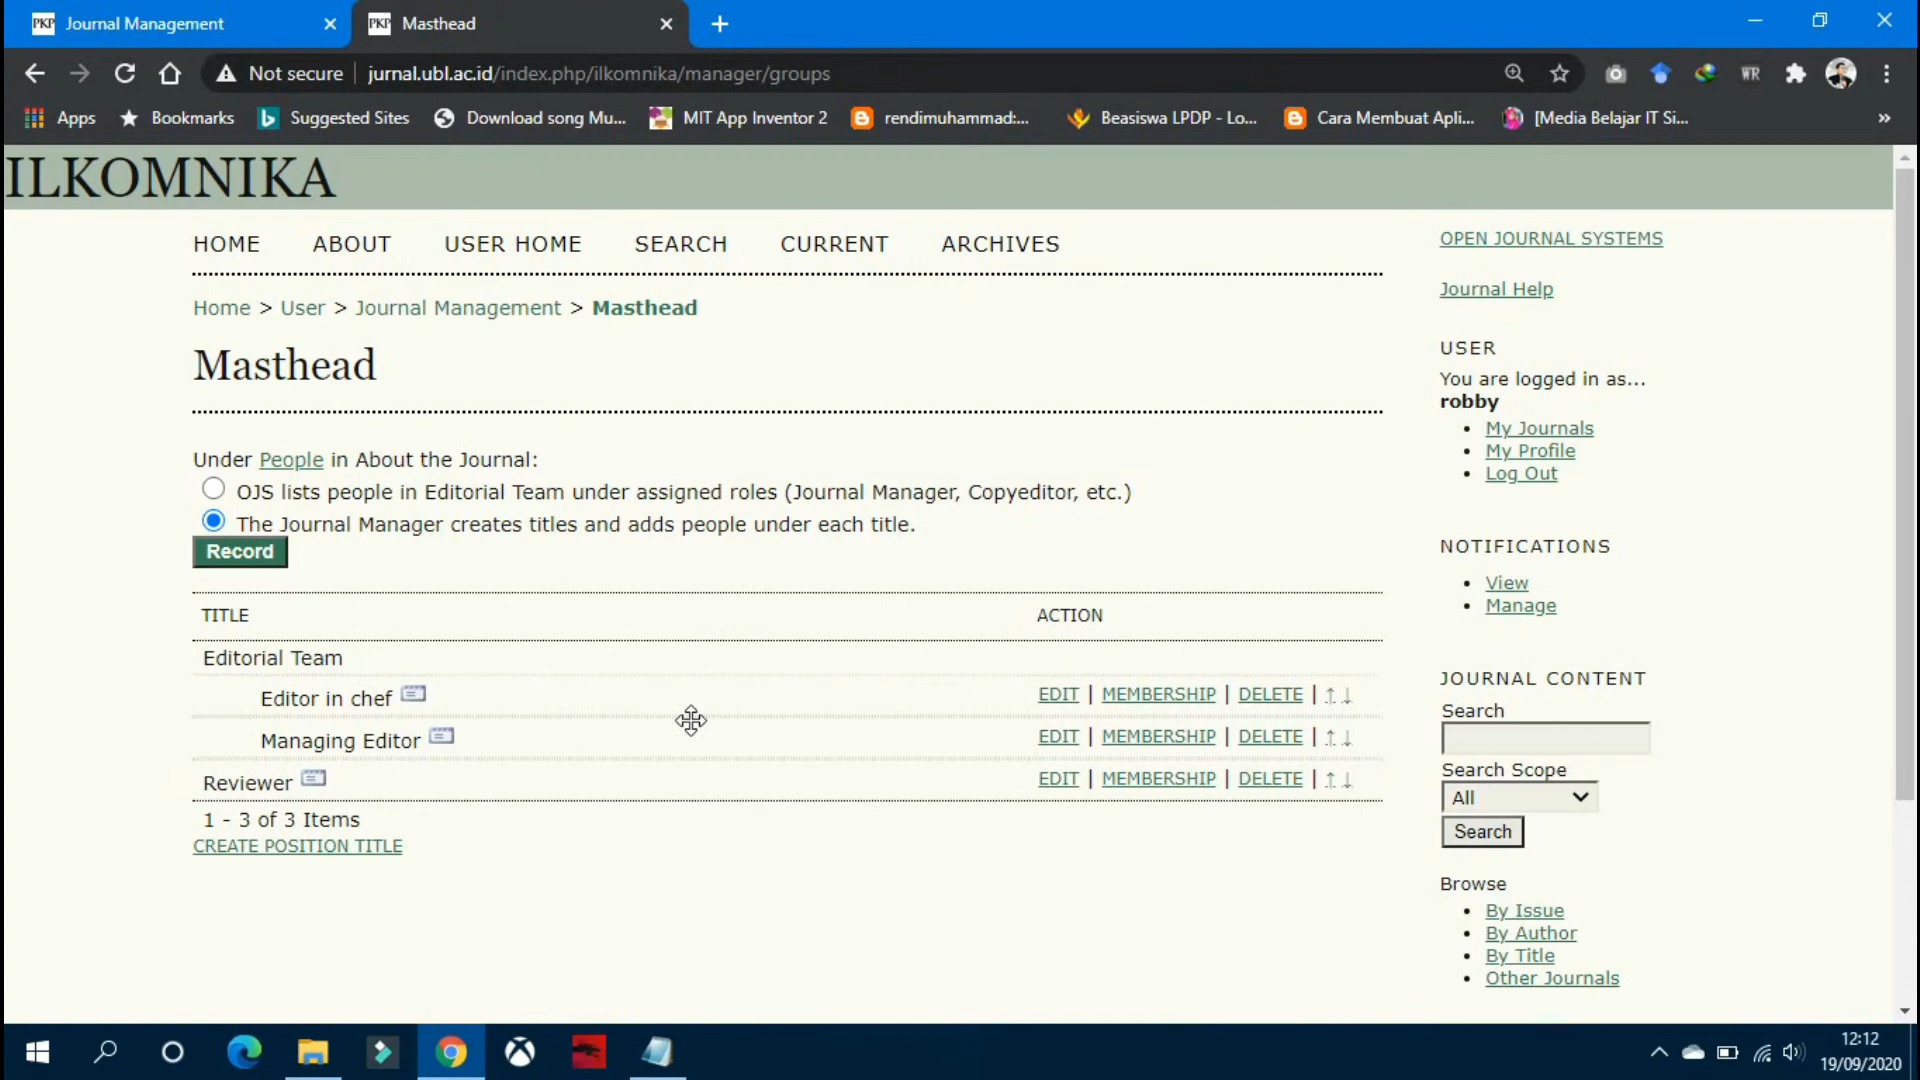 PKP Journal Management
PKP Masthead
Not secure jurnal.ubl.ac.id/index.php/ilkomnika/manager/groups
WR
Apps Bookmarks Suggested Sites Download song Mu... MIT App Inventor 2 rendimuhammad:... Beasiswa LPDP - Lo... Cara Membuat Apli... [Media Belajar IT Si... »
ILKOMNIKA
HOME ABOUT USER HOME SEARCH CURRENT ARCHIVES
Home > User > Journal Management > Masthead
Masthead
Under People in About the Journal:
OJS lists people in Editorial Team under assigned roles (Journal Manager, Copyeditor, etc.)
The Journal Manager creates titles and adds people under each title.
Record
TITLE ACTION
Editorial Team
Editor in chef EDIT | MEMBERSHIP | DELETE | ↑ ↓
Managing Editor EDIT | MEMBERSHIP | DELETE | ↑ ↓
Reviewer EDIT | MEMBERSHIP | DELETE | ↑ ↓
1 - 3 of 3 Items
CREATE POSITION TITLE
OPEN JOURNAL SYSTEMS
Journal Help
USER
You are logged in as...
robby
My Journals
My Profile
Log Out
NOTIFICATIONS
View
Manage
JOURNAL CONTENT
Search
Search Scope
All
Search
Browse
By Issue
By Author
By Title
Other Journals
12:12
19/09/2020